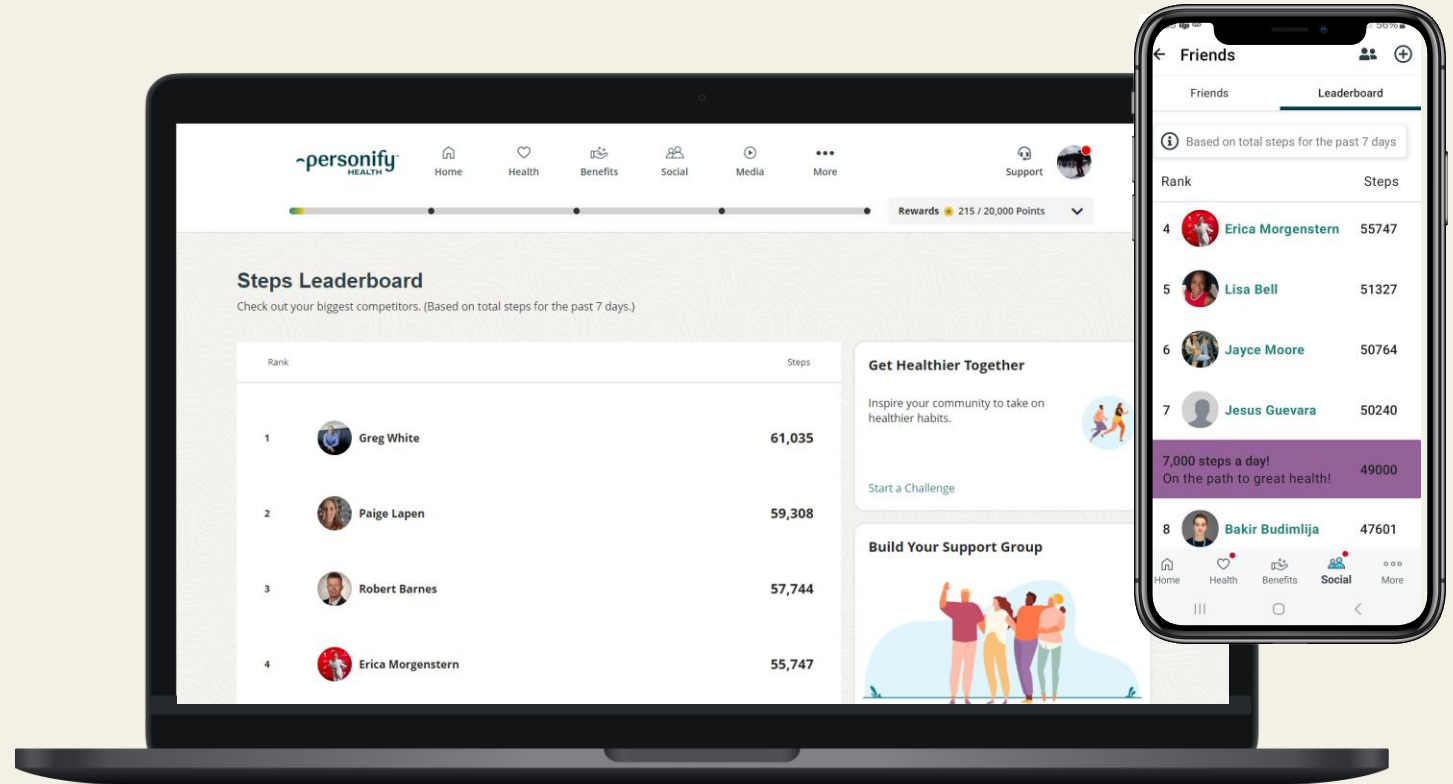 ~personify
HEALTH
Home
Health
Benefits
Social
Media
More
Support
Rewards 215 / 20,000 Points
Steps Leaderboard
Check out your biggest competitors. (Based on total steps for the past 7 days.)
Rank Steps
1 Greg White 61,035
2 Paige Lapen 59,308
3 Robert Barnes 57,744
4 Erica Morgenstern 55,747
Get Healthier Together
Inspire your community to take on
healthier habits.
Start a Challenge
Build Your Support Group
56%
Friends
Friends Leaderboard
Based on total steps for the past 7 days
Rank Steps
4 Erica Morgenstern 55747
5 Lisa Bell 51327
6 Jayce Moore 50764
7 Jesus Guevara 50240
7,000 steps a day!
On the path to great health!
49000
8 Bakir Budimlija 47601
Home Health Benefits Social More